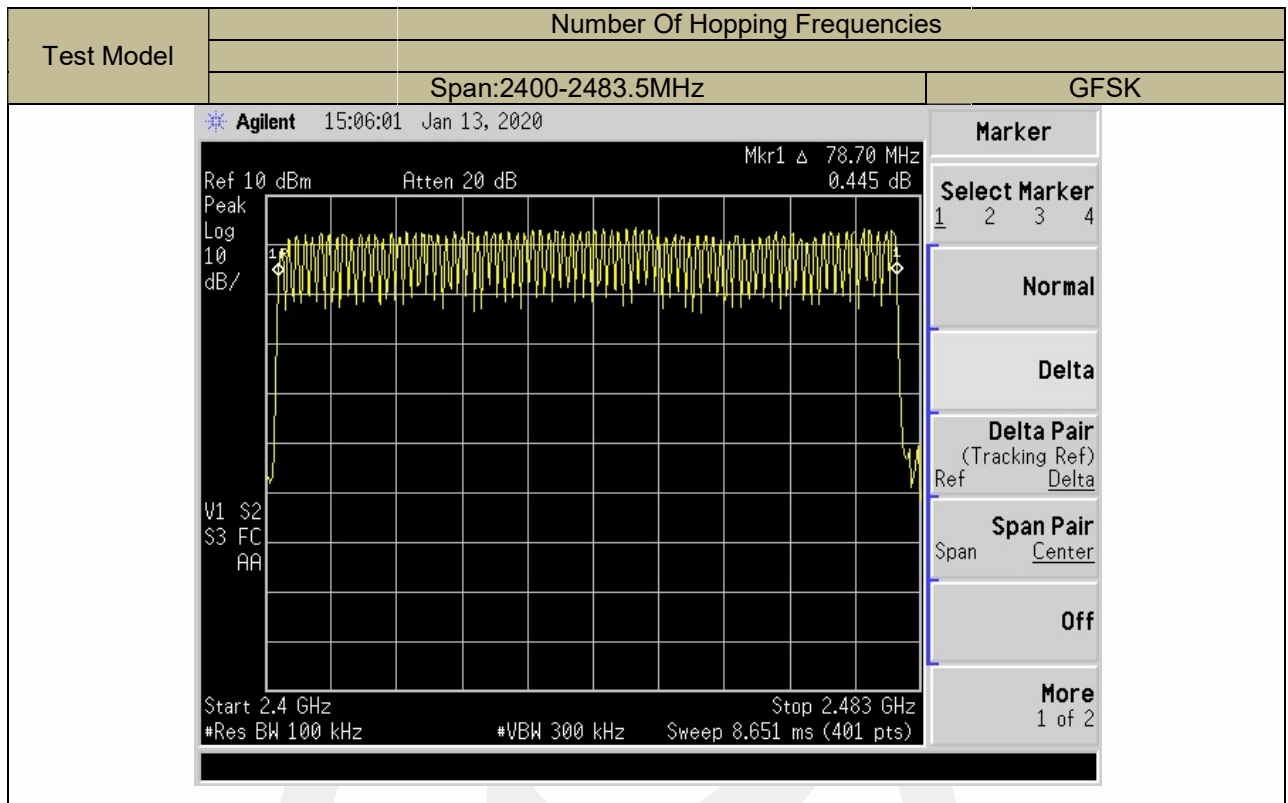 Test Model
Number Of Hopping Frequencies
Span:2400-2483.5MHz GFSK
Agilent 15:06:01 Jan 13, 2020
Mkr1 Δ 78.70 MHz
Ref 10 dBm Atten 20 dB 0.445 dB
Peak
Log
10
dB/
1R
1
V1 S2
S3 FC
AA
Start 2.4 GHz Stop 2.483 GHz
#Res BW 100 kHz #VBW 300 kHz Sweep 8.651 ms (401 pts)
Marker
Select Marker
1 2 3 4
Normal
Delta
Delta Pair
(Tracking Ref)
Ref Delta
Span Pair
Span Center
Off
More
1 of 2